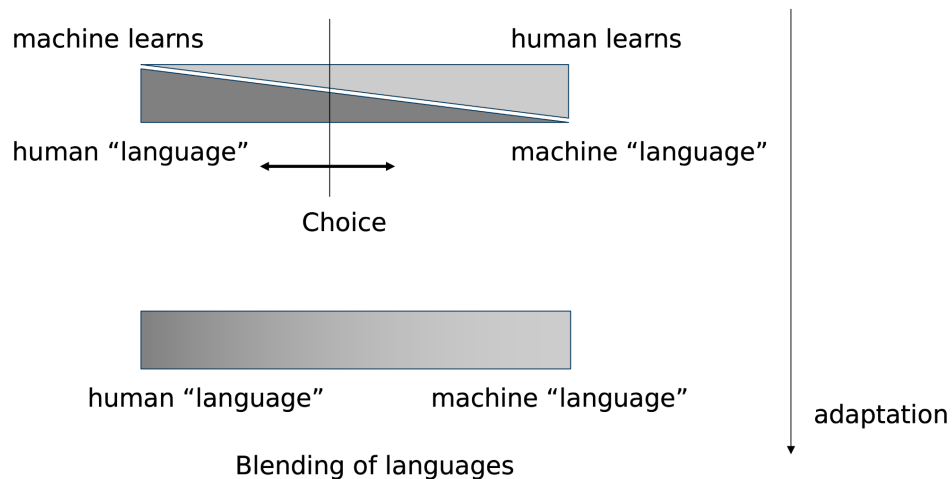 machine learns
human learns
human “language”
machine “language”
Choice
human “language”
machine “language”
adaptation
Blending of languages